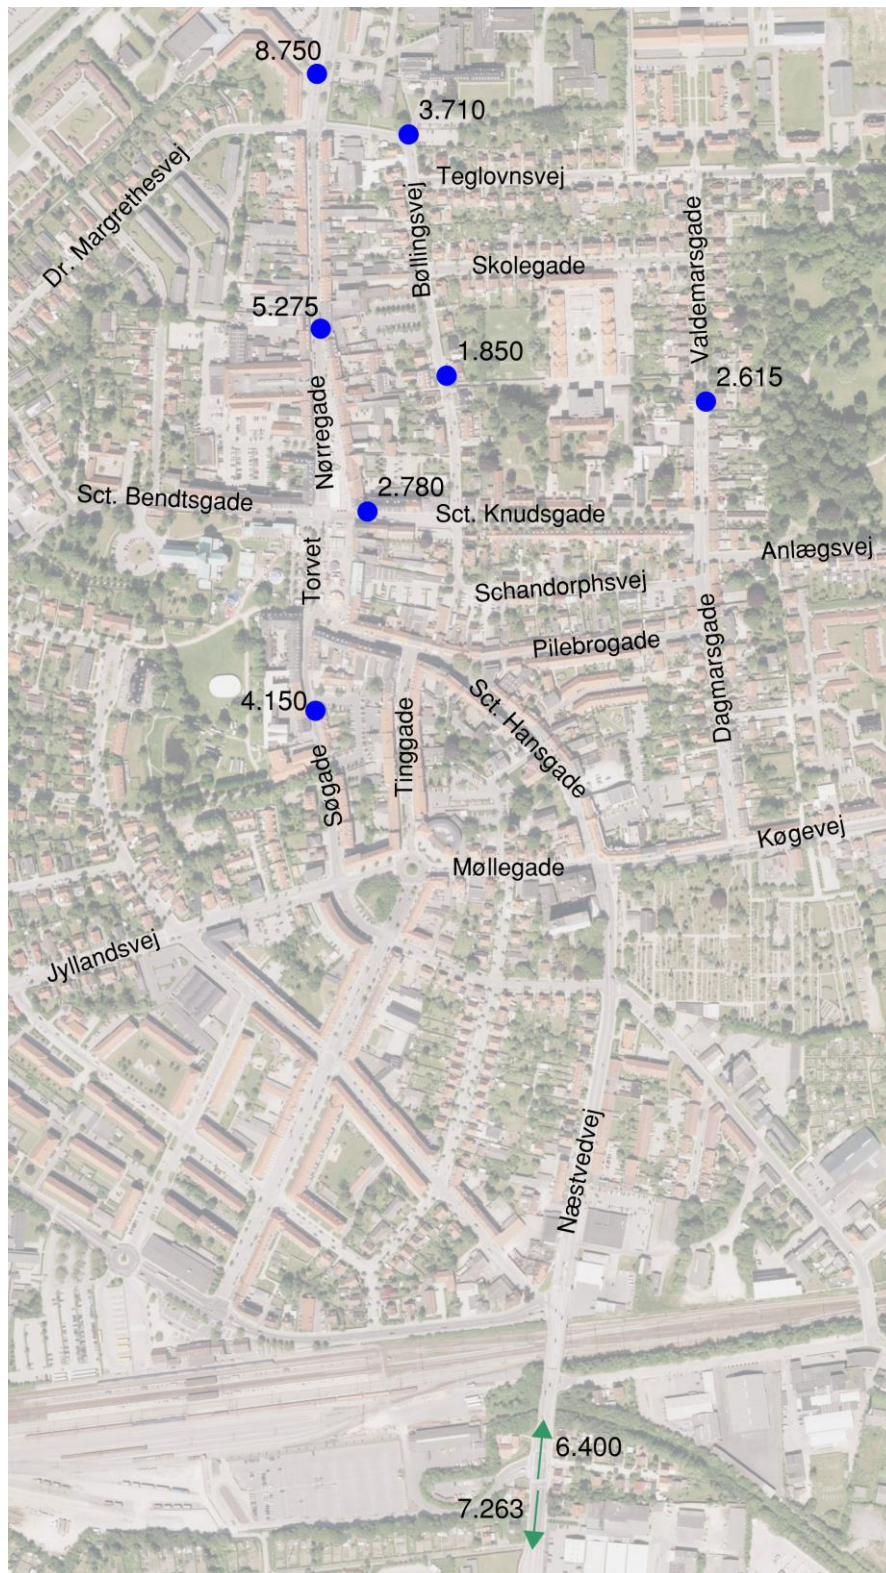 8.750
3.710
Teglovnsvej
Dr. Margrethesvej
Bøllingsvej
Skolegade
Valdemarsgade
5.275
1.850
2.615
Nørregade
2.780
Sct. Bendtsgade
Sct. Knudsgade
Anlægsvej
Torvet
Schandorphsvej
Pilebrogade
Dagmarsgade
4.150
Sct. Hansgade
Tinggade
Søgade
Køgevej
Møllegade
Jyllandsvej
Næstvedvej
6.400
7.263